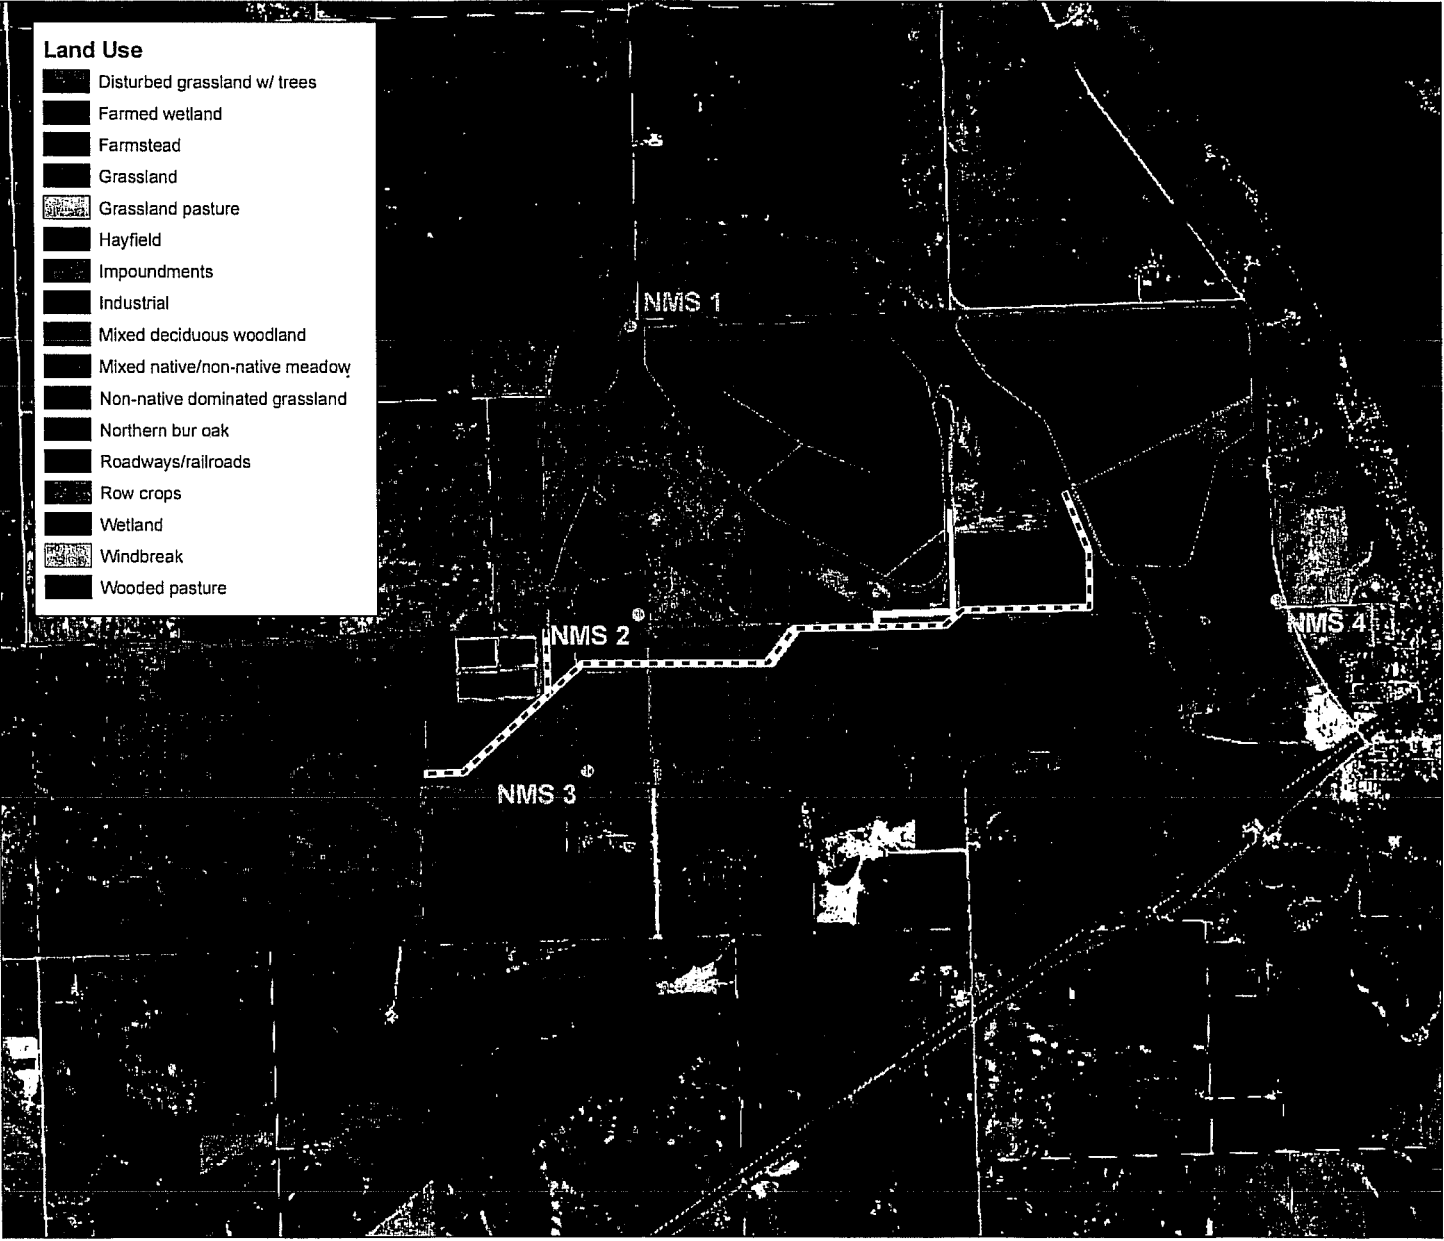 Land Use
Disturbed grassland w/ trees
Farmed wetland
Farmstead
Grassland
Grassland pasture
Hayfield
Impoundments
Industrial
Mixed deciduous woodland
Mixed native/non-native meadow
Non-native dominated grassland
Northern bur oak
Roadways/railroads
Row crops
Wetland
Windbreak
Wooded pasture
NMS 1
NMS 2
NMS 4
NMS 3